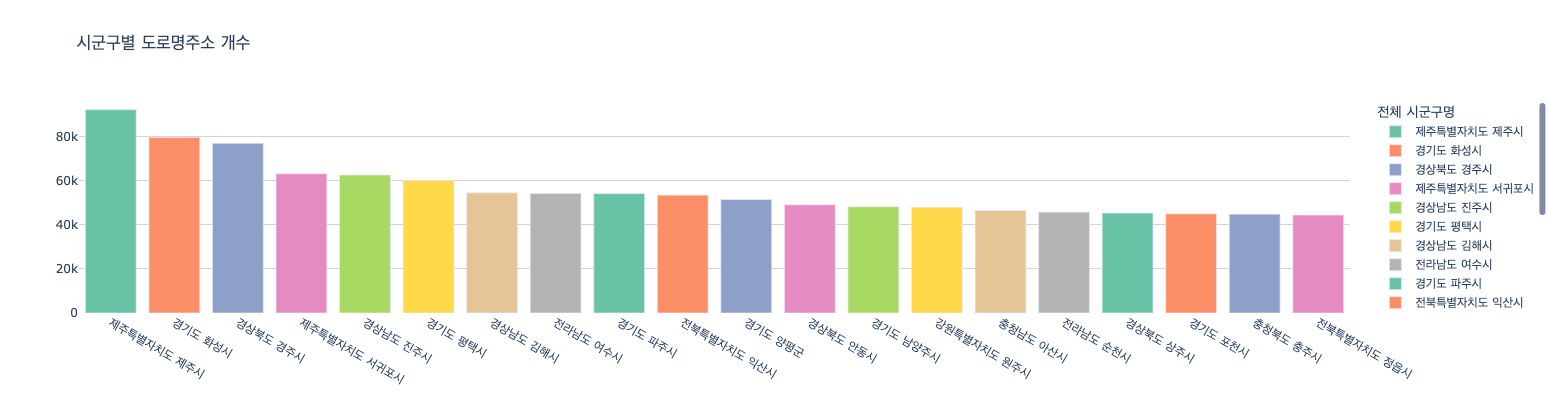 시군구별 도로명주소 개수
80k
60k
40k
20k
0
제주특별자치도 제주시
경기도 화성시
경상북도 경주시
제주특별자치도 서귀포시
경상남도 진주시
경기도 평택시
경상남도 김해시
전라남도 여수시
경기도 파주시
전북특별자치도 익산시
경기도 양평군
경상북도 안동시
경기도 남양주시
강원특별자치도 원주시
충청남도 아산시
전라남도 순천시
경상북도 상주시
경기도 포천시
충청북도 충주시
전북특별자치도 정읍시
전체 시군구명
제주특별자치도 제주시
경기도 화성시
경상북도 경주시
제주특별자치도 서귀포시
경상남도 진주시
경기도 평택시
경상남도 김해시
전라남도 여수시
경기도 파주시
전북특별자치도 익산시